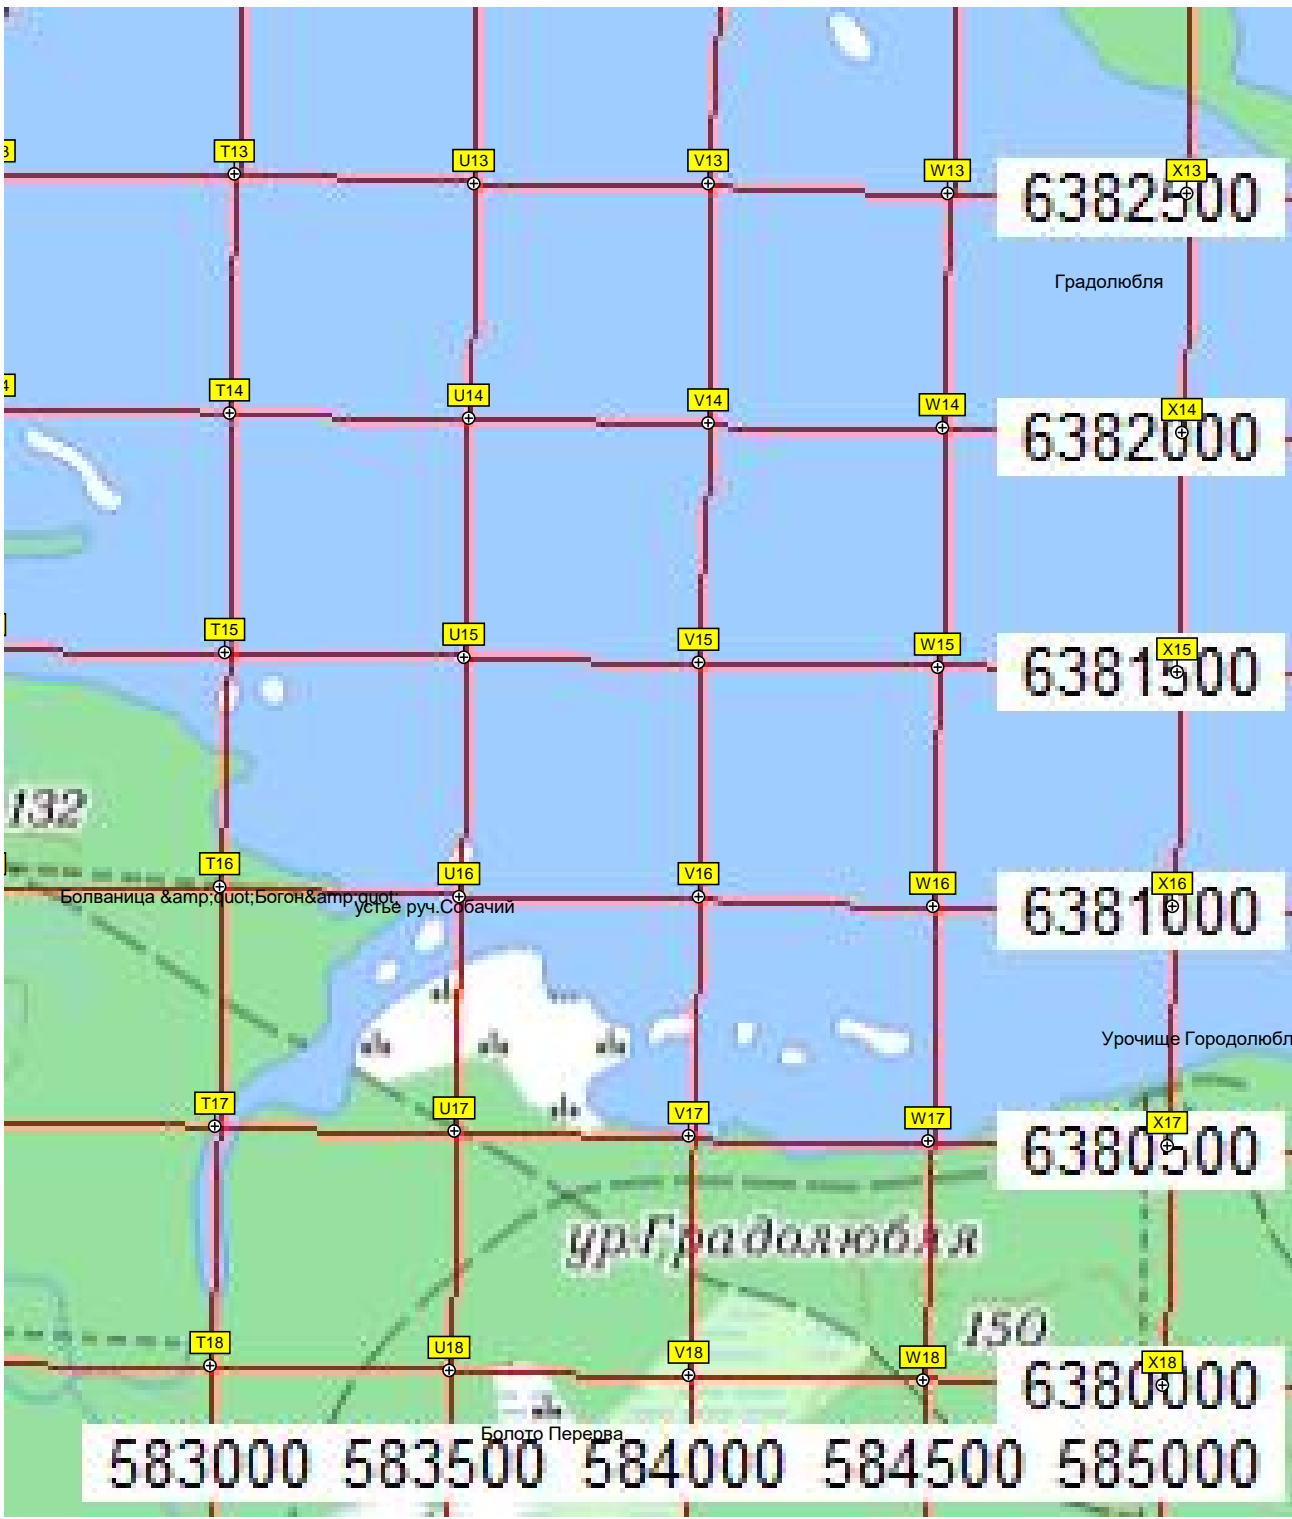 3 T13 U13 V13 W13 X13
6382500
Градолюбля
4 T14 U14 V14 W14 X14
6382000
T15 U15 V15 W15 X15
6381500
132
T16 U16 V16 W16 X16
6381000
Болваница &amp;quot;Богон&amp;quot;
устье руч.Собачий
Урочище Городолюбл
T17 U17 V17 W17 X17
6380500
ур.Градолюбля
150
T18 U18 V18 W18 X18
6380000
Болото Перерва
583000 583500 584000 584500 585000